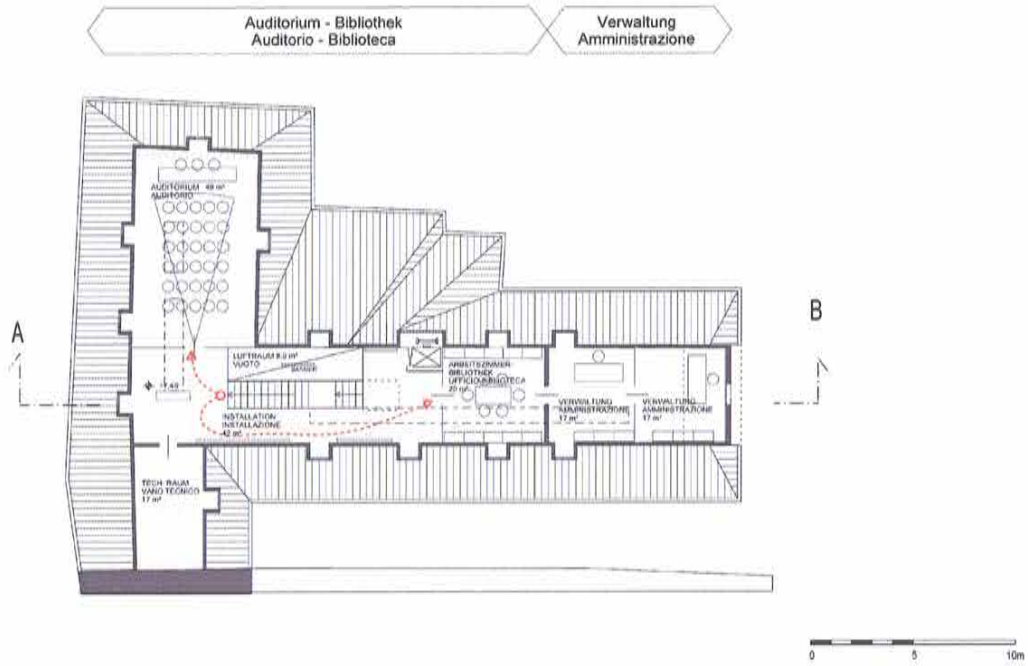 Auditorium - Bibliothek
Auditorio - Biblioteca
Verwaltung
Amministrazione
AUDITORIUM 49 m²
AUDITORIO
A
B
LUFTRAUM 9.0 m²
VUOTO
BANNER
ARBEITSZIMMER
BIBLIOTHEK
UFFICIO BIBLIOTECA
20 m²
INSTALLATION
INSTALLAZIONE
42 m²
VERWALTUNG
AMMINISTRAZIONE
17 m²
VERWALTUNG
AMMINISTRAZIONE
17 m²
TECH. RAUM
VANO TECNICO
17 m²
0 5 10m